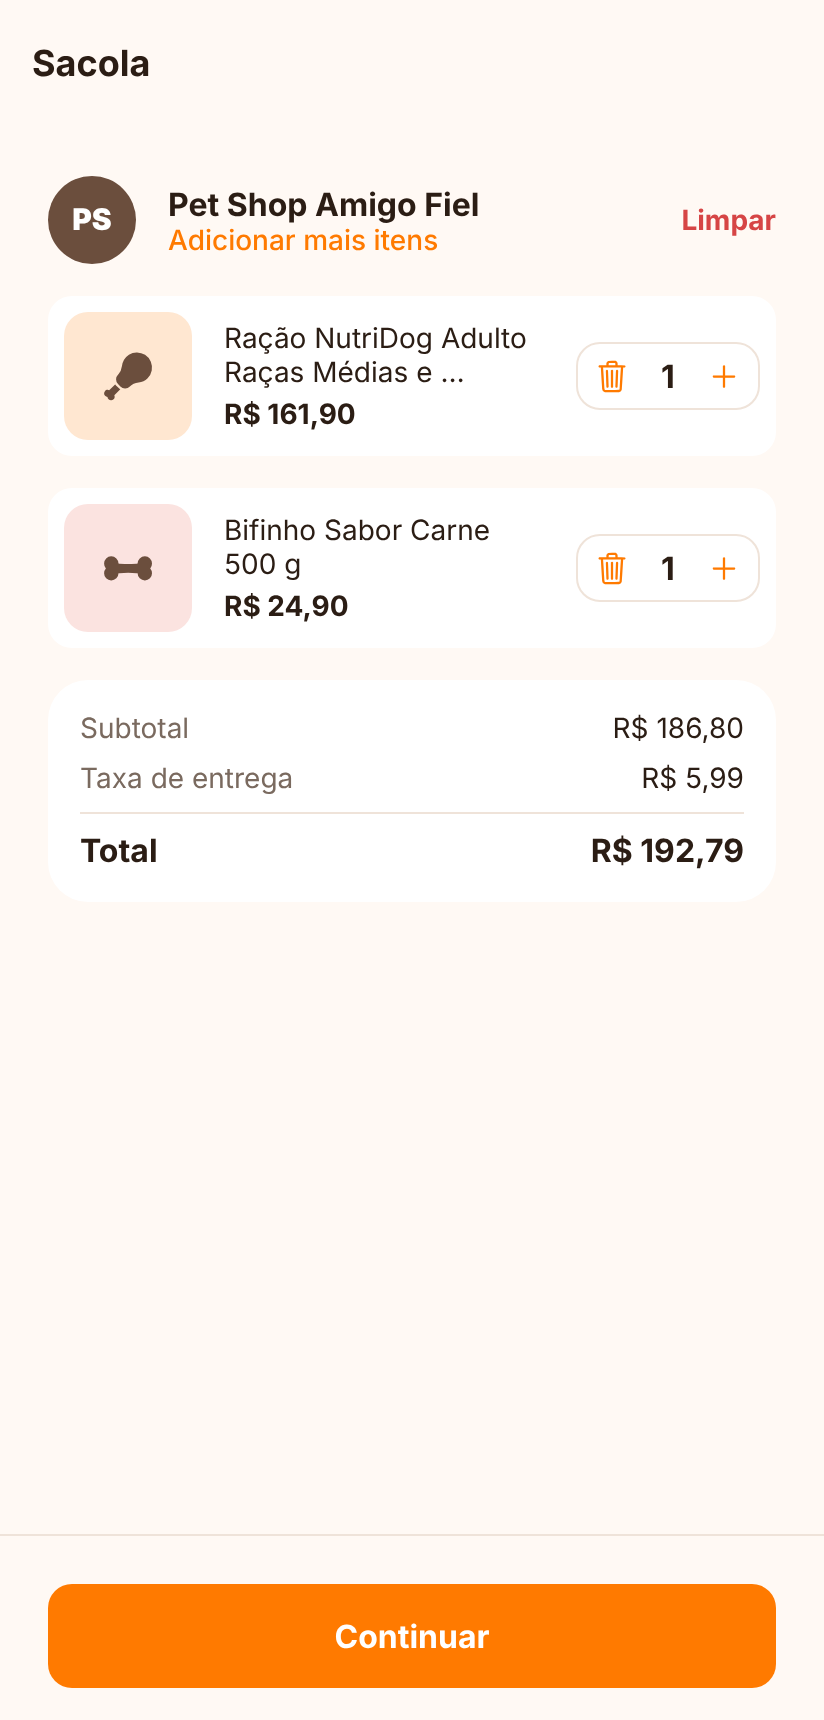 Sacola
PS
Pet Shop Amigo Fiel
Adicionar mais itens
Limpar
Ração NutriDog Adulto
Raças Médias e ...
R$ 161,90
1
Bifinho Sabor Carne
500 g
R$ 24,90
1
Subtotal R$ 186,80
Taxa de entrega R$ 5,99
Total R$ 192,79
Continuar